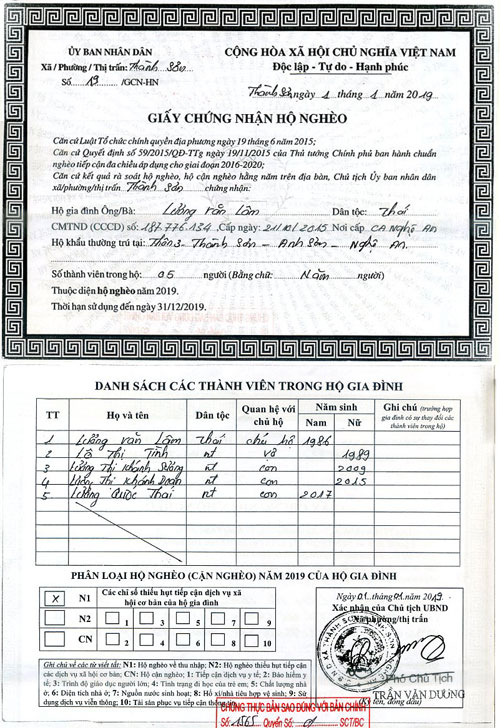 ỦY BAN NHÂN DÂN
Xã / Phường / Thị trấn: Thành Sơn
Số 19 /GCN-HN
CỘNG HÒA XÃ HỘI CHỦ NGHĨA VIỆT NAM
Độc lập - Tự do - Hạnh phúc
Thành Sơn ngày 1 tháng 1 năm 2019
GIẤY CHỨNG NHẬN HỘ NGHÈO
Căn cứ Luật Tổ chức chính quyền địa phương ngày 19 tháng 6 năm 2015;
Căn cứ Quyết định số 59/2015/QĐ-TTg ngày 19/11/2015 của Thủ tướng Chính phủ ban hành chuẩn
nghèo tiếp cận đa chiều áp dụng cho giai đoạn 2016-2020;
Căn cứ kết quả rà soát hộ nghèo, hộ cận nghèo hằng năm trên địa bàn, Chủ tịch Ủy ban nhân dân
xã/phường/thị trấn Thành Sơn chứng nhận:
Hộ gia đình Ông/Bà: Lưỡng Văn Lâm Dân tộc: Thái
CMTND (CCCD) số: 187.776.134 Cấp ngày: 21/10/2015 Nơi cấp CA Nghệ An
Hộ khẩu thường trú tại: Thôn 3 - Thành Sơn - Anh Sơn - Nghệ An.
Số thành viên trong hộ: 05 người (Bằng chữ: Năm người)
Thuộc diện hộ nghèo năm 2019.
Thời hạn sử dụng đến ngày 31/12/2019.
DANH SÁCH CÁC THÀNH VIÊN TRONG HỘ GIA ĐÌNH
TT Họ và tên Dân tộc Quan hệ với chủ hộ Năm sinh Nam Nữ Ghi chú (trường hợp gia đình có sự thay đổi các thành viên trong hộ)
1 Lưỡng Văn Lâm Thái chủ hộ 1986
2 Lô Thị Tình nt vợ 1989
3 Lưỡng Thị Khánh nt con 2009
4 Lưỡng Thị Khánh Đoan nt con 2015
5 Lưỡng Quốc Thái nt con 2017
PHÂN LOẠI HỘ NGHÈO (CẬN NGHÈO) NĂM 2019 CỦA HỘ GIA ĐÌNH
X N1
N2
CN
Các chỉ số thiếu hụt tiếp cận dịch vụ xã
hội cơ bản của hộ gia đình
1 3 5 7 9
2 4 6 8 10
Ngày 01 tháng 01 năm 2019
Xác nhận của Chủ tịch UBND
Xã/phường/thị trấn
Phó Chủ Tịch
TRẦN VĂN DƯƠNG
(Ký tên, đóng dấu)
Ghi chú về các từ viết tắt: N1: Hộ nghèo về thu nhập; N2: Hộ nghèo thiếu hụt tiếp cận
các dịch vụ xã hội cơ bản; CN: Hộ cận nghèo; 1: Tiếp cận dịch vụ y tế; 2: Bảo hiểm y
tế; 3: Trình độ giáo dục người lớn; 4: Tình trạng đi học của trẻ em; 5: Chất lượng nhà
ở; 6: Diện tích nhà ở; 7: Nguồn nước sinh hoạt; 8: Hố xí/nhà tiêu hợp vệ sinh; 9: Sử
dụng dịch vụ viễn thông; 10: Tài sản phục vụ tiếp cận thông tin.
CHỨNG THỰC BẢN SAO ĐÚNG VỚI BẢN CHÍNH
Số: 1565 Quyển Số: 01 SCT/BC